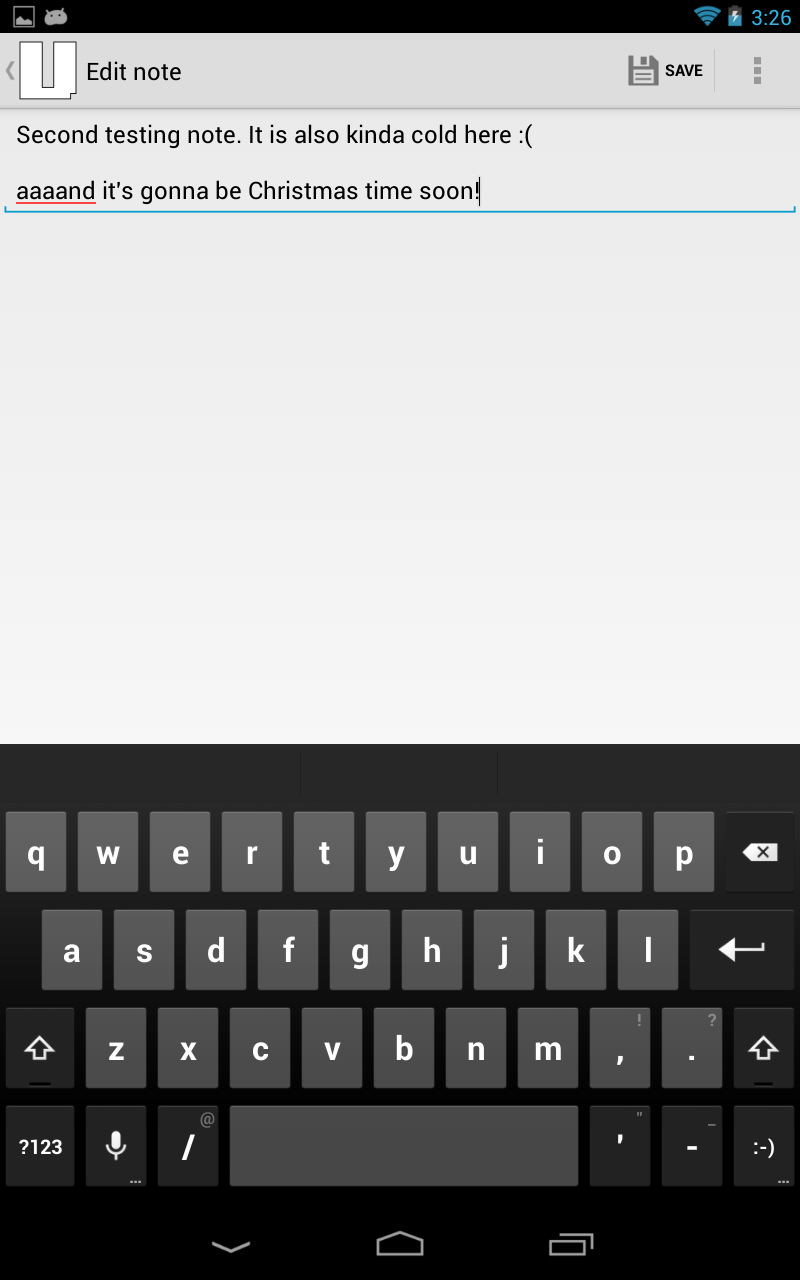 3:26
Edit note
SAVE
Second testing note. It is also kinda cold here :(
aaaand it's gonna be Christmas time soon!
q w e r t y u i o p
a s d f g h j k l
z x c v b n m , ! . ?
?123 / @ ' " - _ :-)